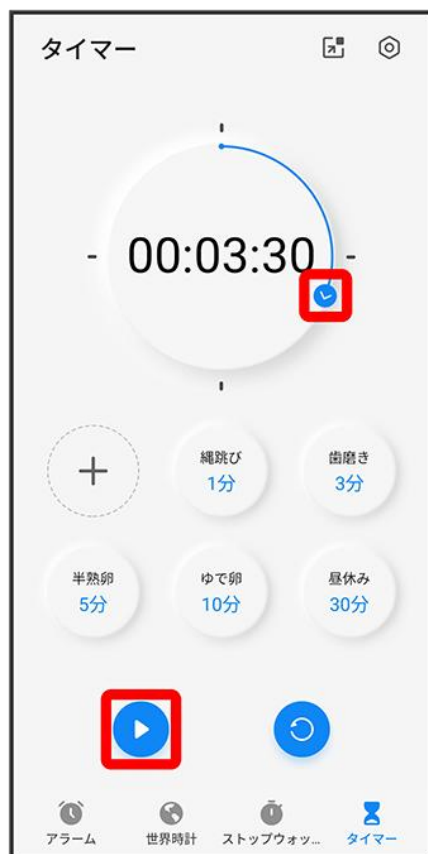 タイマー
00:03:30
縄跳び
1分
歯磨き
3分
半熟卵
5分
ゆで卵
10分
昼休み
30分
アラーム
世界時計
ストップウォッ...
タイマー